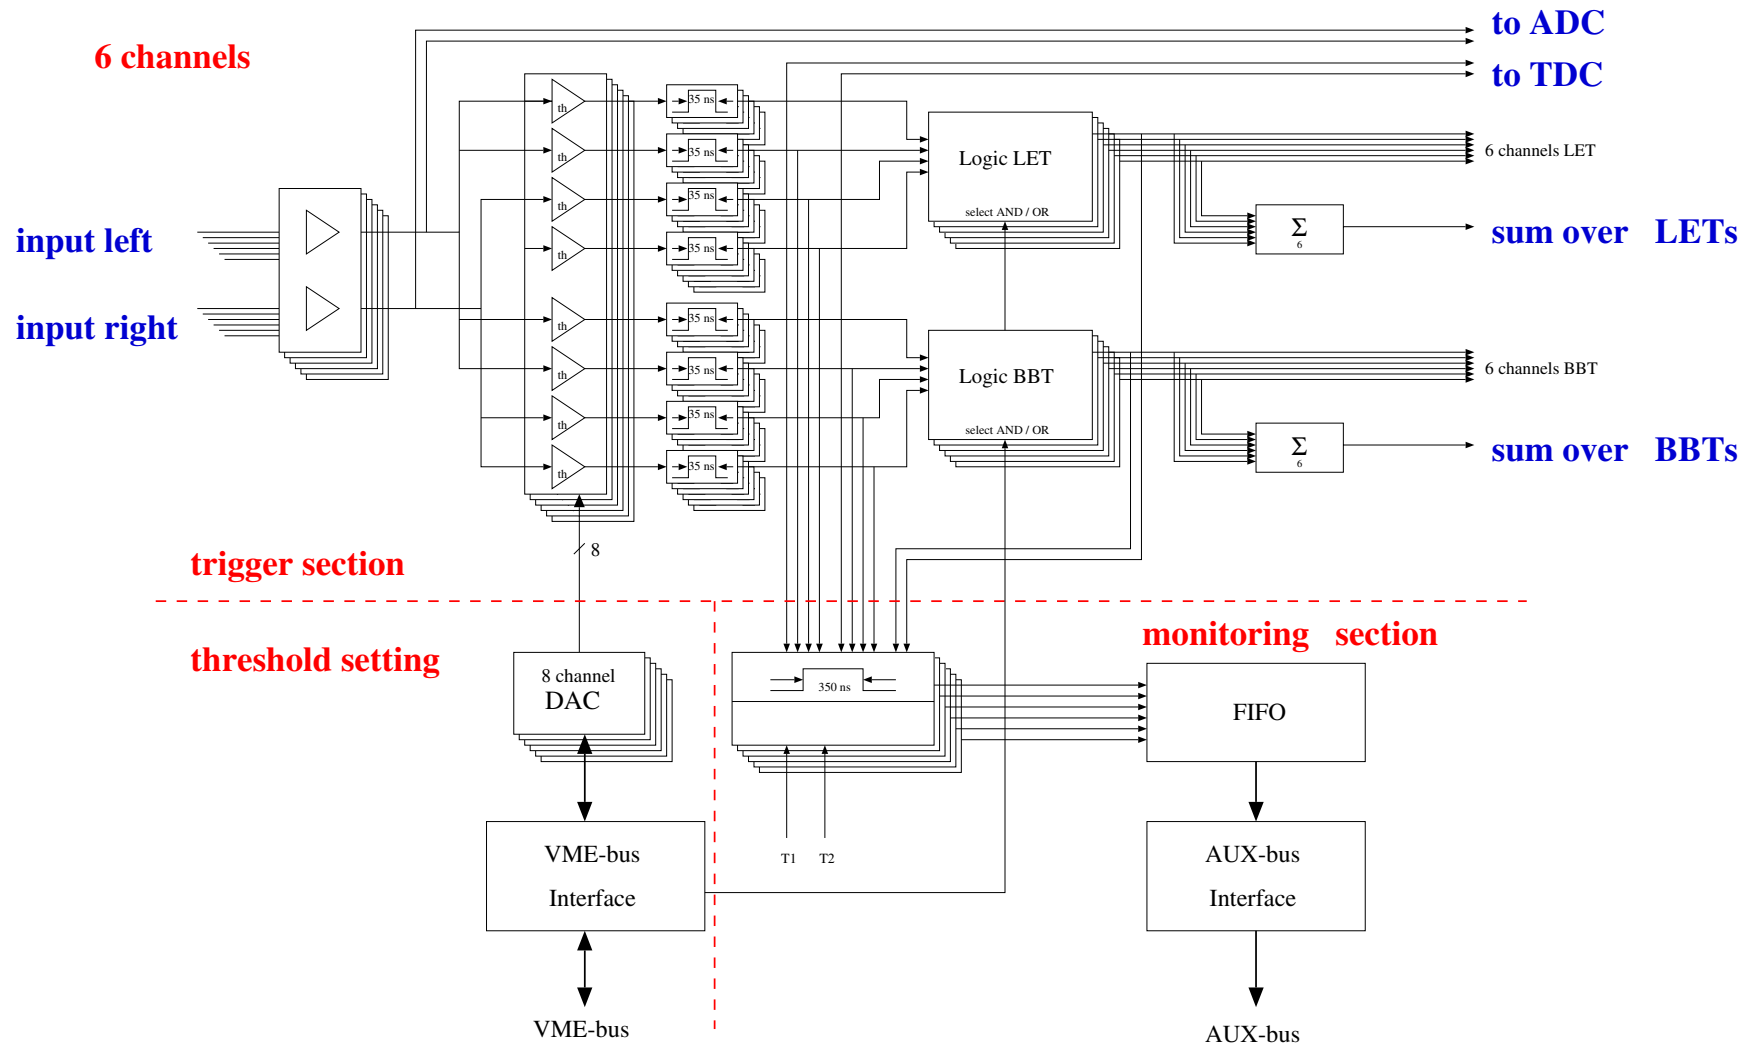 to ADC
6 channels
to TDC
th
35 ns
th
35 ns
Logic LET
6 channels LET
th
35 ns
select AND / OR
input left
th
35 ns
Σ
6
sum over LETs
input right
th
35 ns
th
35 ns
Logic BBT
6 channels BBT
th
35 ns
select AND / OR
th
35 ns
Σ
6
sum over BBTs
8
trigger section
threshold setting
monitoring section
8 channel
DAC
350 ns
FIFO
VME-bus
Interface
T1 T2
AUX-bus
Interface
VME-bus
AUX-bus